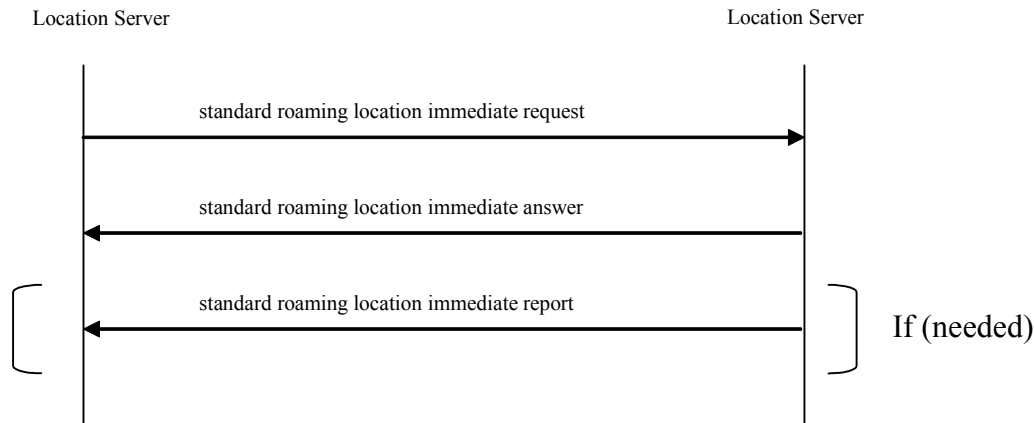 Location Server
Location Server
standard roaming location immediate request
standard roaming location immediate answer
standard roaming location immediate report
If (needed)